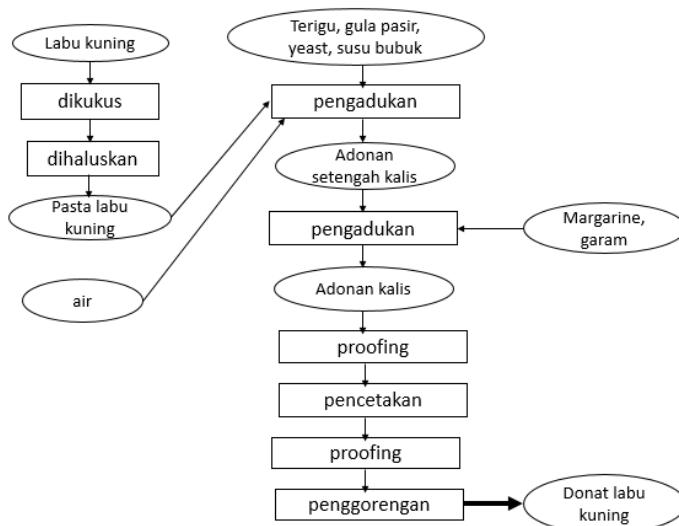 Labu kuning
dikukus
dihaluskan
Pasta labu
kuning
air
Terigu, gula pasir,
yeast, susu bubuk
pengadukan
Adonan
setengah kalis
pengadukan
Margarine,
garam
Adonan kalis
proofing
pencetakan
proofing
penggorengan
Donat labu
kuning